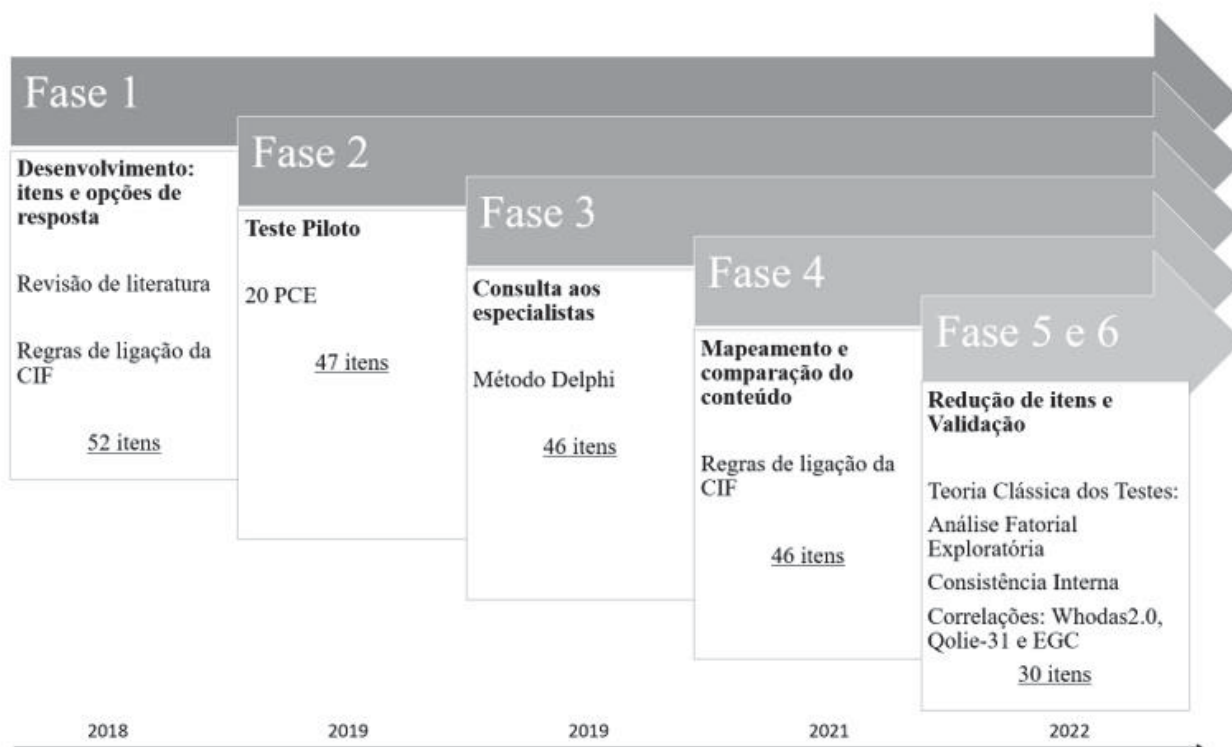 Fase 1
Desenvolvimento:
itens e opções de
resposta
Revisão de literatura
Regras de ligação da
CIF
52 itens
Fase 2
Teste Piloto
20 PCE
47 itens
Fase 3
Consulta aos
especialistas
Método Delphi
46 itens
Fase 4
Mapeamento e
comparação do
conteúdo
Regras de ligação da
CIF
46 itens
Fase 5 e 6
Redução de itens e
Validação
Teoria Clássica dos Testes:
Análise Fatorial
Exploratória
Consistência Interna
Correlações: Whodas2.0,
Qolie-31 e EGC
30 itens
2018
2019
2019
2021
2022